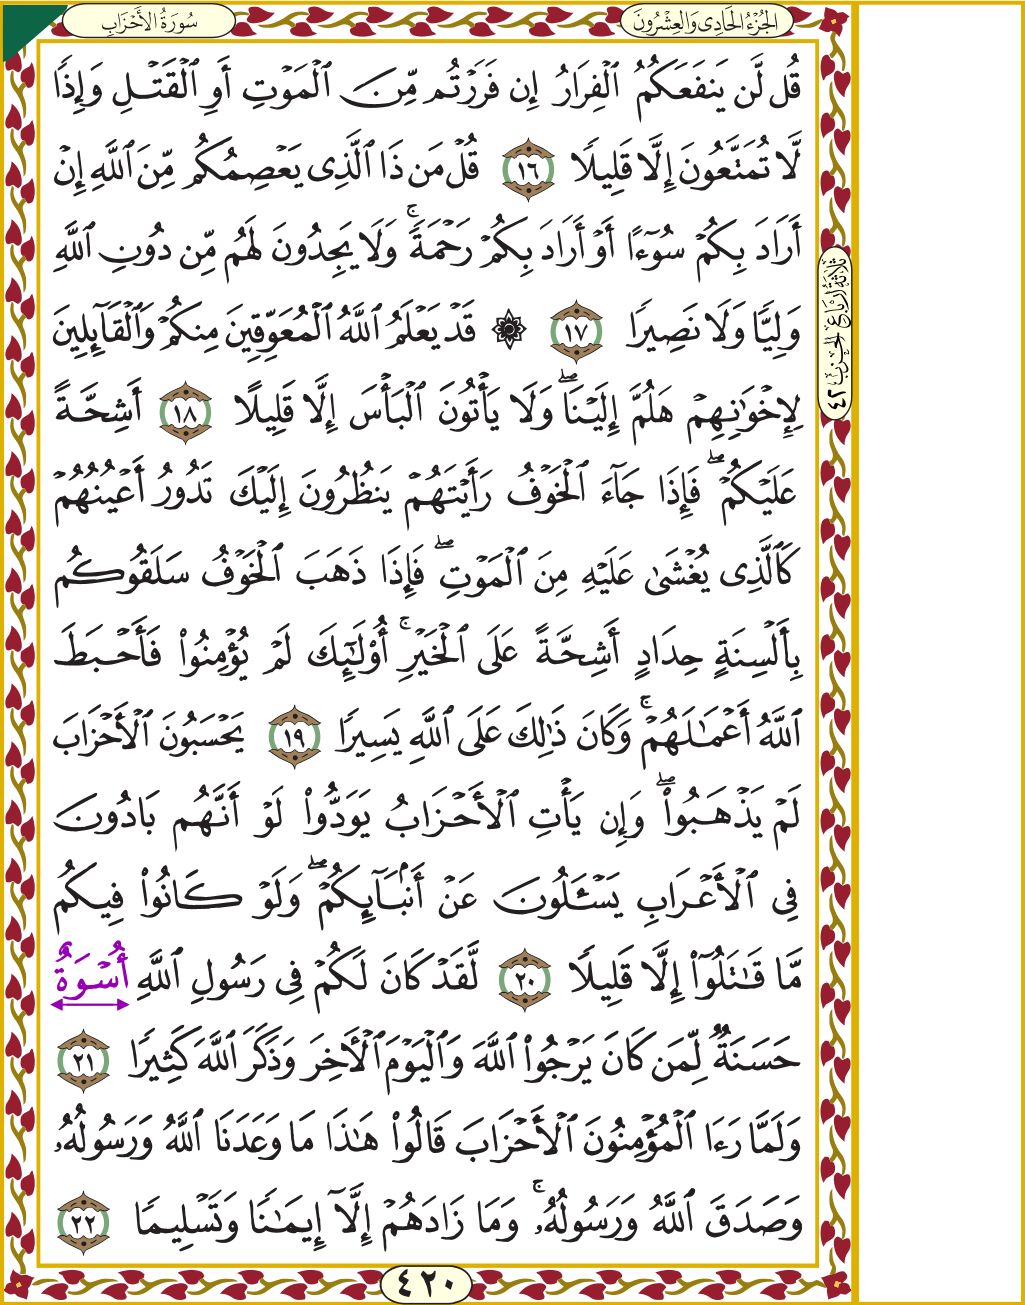 سُورَةُ الأَحْزَابِ
الجُزْءُ الحَادِى وَالعِشْرُونَ
قُل لَّن يَنفَعَكُمُ ٱلْفِرَارُ إِن فَرَرْتُم مِّنَ ٱلْمَوْتِ أَوِ ٱلْقَتْلِ وَإِذًا
لَّا تُمَتَّعُونَ إِلَّا قَلِيلًا ١٦ قُلْ مَن ذَا ٱلَّذِى يَعْصِمُكُم مِّنَ ٱللَّهِ إِنْ
أَرَادَ بِكُمْ سُوٓءًا أَوْ أَرَادَ بِكُمْ رَحْمَةًۚ وَلَا يَجِدُونَ لَهُم مِّن دُونِ ٱللَّهِ
وَلِيًّا وَلَا نَصِيرًا ١٧ ۞ قَدْ يَعْلَمُ ٱللَّهُ ٱلْمُعَوِّقِينَ مِنكُمْ وَٱلْقَآئِلِينَ
لِإِخْوَٰنِهِمْ هَلُمَّ إِلَيْنَاۖ وَلَا يَأْتُونَ ٱلْبَأْسَ إِلَّا قَلِيلًا ١٨ أَشِحَّةً
عَلَيْكُمْۖ فَإِذَا جَآءَ ٱلْخَوْفُ رَأَيْتَهُمْ يَنظُرُونَ إِلَيْكَ تَدُورُ أَعْيُنُهُمْ
كَٱلَّذِى يُغْشَىٰ عَلَيْهِ مِنَ ٱلْمَوْتِۖ فَإِذَا ذَهَبَ ٱلْخَوْفُ سَلَقُوكُم
بِأَلْسِنَةٍ حِدَادٍ أَشِحَّةً عَلَى ٱلْخَيْرِۚ أُو۟لَٰٓئِكَ لَمْ يُؤْمِنُوا۟ فَأَحْبَطَ
ٱللَّهُ أَعْمَٰلَهُمْۚ وَكَانَ ذَٰلِكَ عَلَى ٱللَّهِ يَسِيرًا ١٩ يَحْسَبُونَ ٱلْأَحْزَابَ
لَمْ يَذْهَبُوا۟ۖ وَإِن يَأْتِ ٱلْأَحْزَابُ يَوَدُّوا۟ لَوْ أَنَّهُم بَادُونَ
فِى ٱلْأَعْرَابِ يَسْـَٔلُونَ عَنْ أَنۢبَآئِكُمْۖ وَلَوْ كَانُوا۟ فِيكُم
مَّا قَٰتَلُوٓا۟ إِلَّا قَلِيلًا ٢٠ لَّقَدْ كَانَ لَكُمْ فِى رَسُولِ ٱللَّهِ أُسْوَةٌ
حَسَنَةٌ لِّمَن كَانَ يَرْجُوا۟ ٱللَّهَ وَٱلْيَوْمَ ٱلْأٓخِرَ وَذَكَرَ ٱللَّهَ كَثِيرًا ٢١
وَلَمَّا رَءَا ٱلْمُؤْمِنُونَ ٱلْأَحْزَابَ قَالُوا۟ هَٰذَا مَا وَعَدَنَا ٱللَّهُ وَرَسُولُهُۥ
وَصَدَقَ ٱللَّهُ وَرَسُولُهُۥۚ وَمَا زَادَهُمْ إِلَّآ إِيمَٰنًا وَتَسْلِيمًا ٢٢
ثَلَاثَةُ أَرْبَاعِ الحِزْبِ ٤٢
٤٢٠